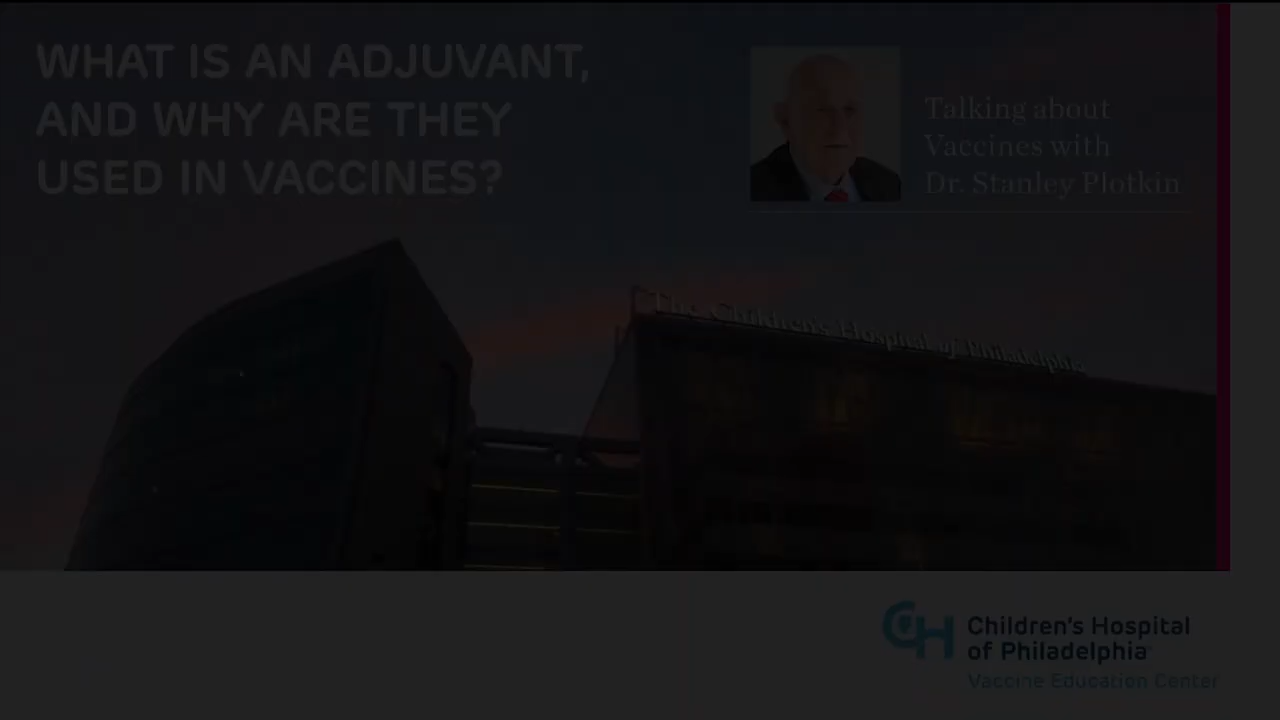 WHAT IS AN ADJUVANT,
AND WHY ARE THEY
USED IN VACCINES?
Talking about
Vaccines with
Dr. Stanley Plotkin
The Children's Hospital of Philadelphia
CH
Children's Hospital
of Philadelphia
Vaccine Education Center